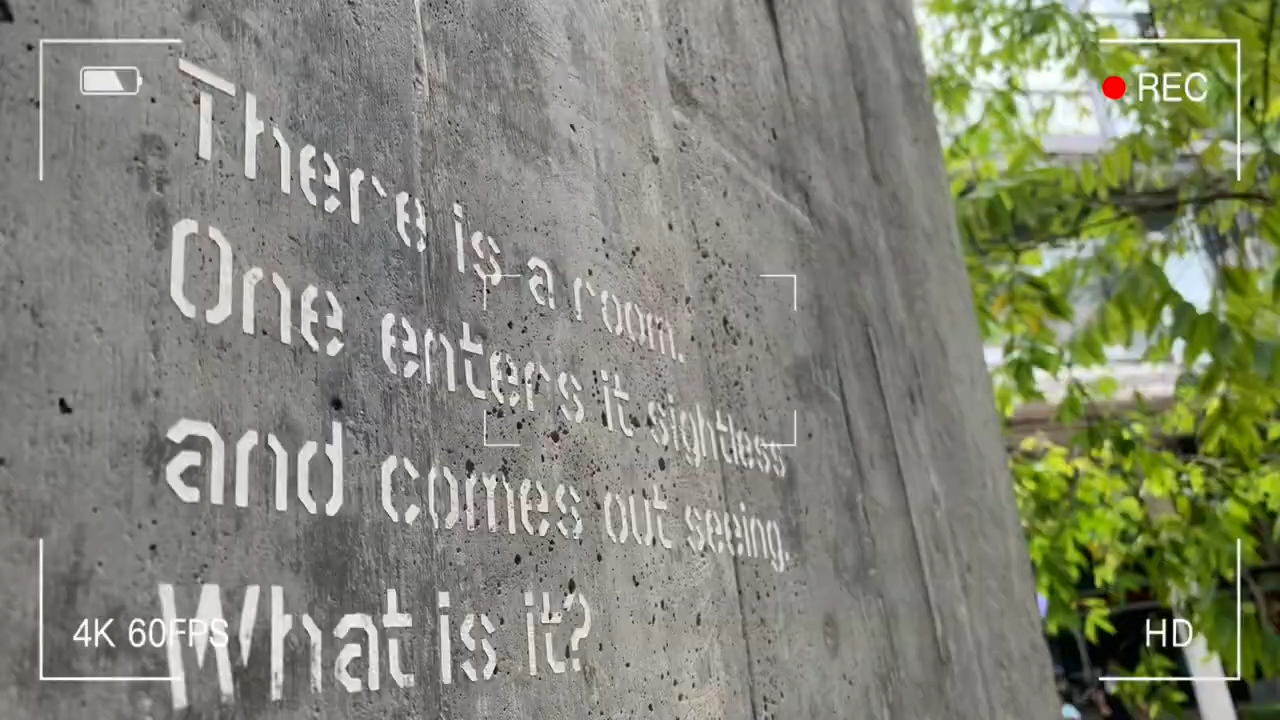 REC
There is a room.
One enters it sightless
and comes out seeing.
What is it?
4K 60FPS
HD